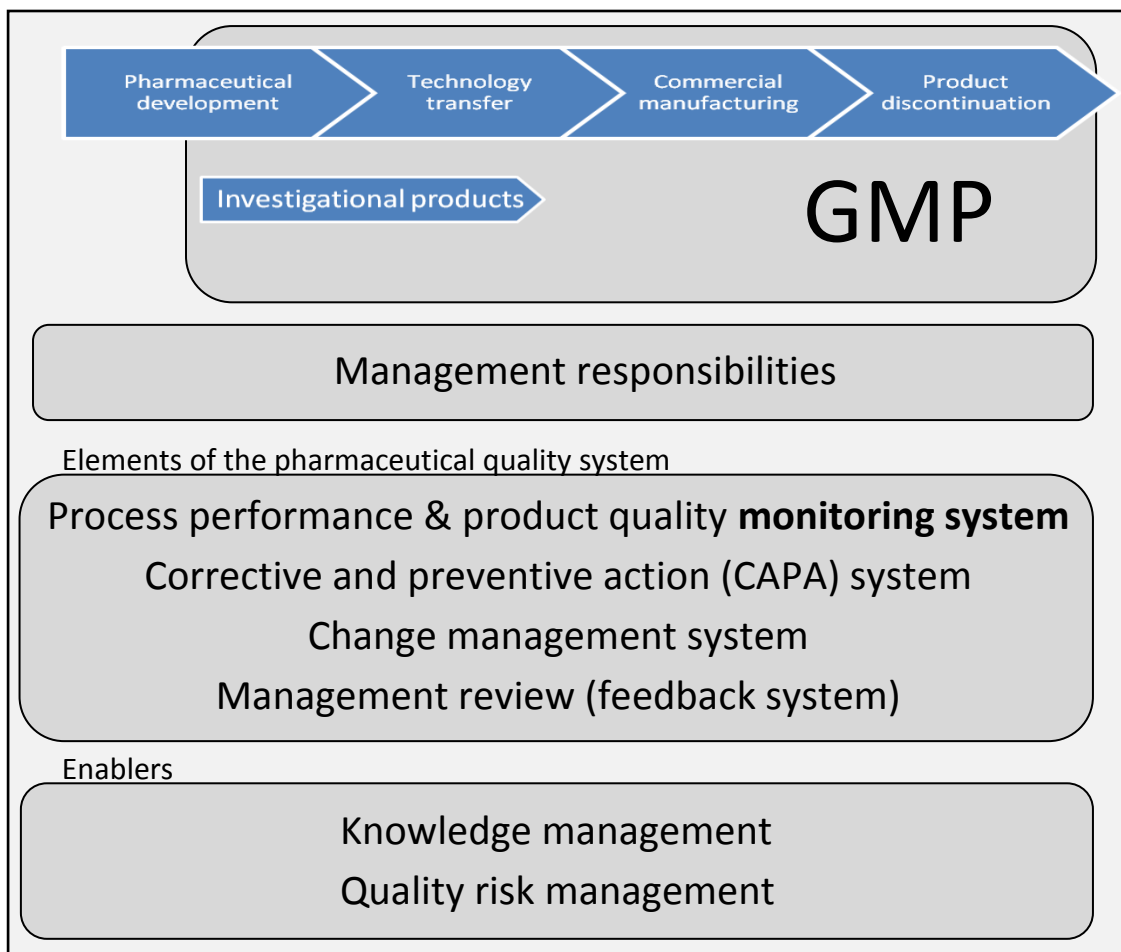 Pharmaceutical
development
Technology
transfer
Commercial
manufacturing
Product
discontinuation
Investigational products
GMP
Management responsibilities
Elements of the pharmaceutical quality system
Process performance & product quality monitoring system
Corrective and preventive action (CAPA) system
Change management system
Management review (feedback system)
Enablers
Knowledge management
Quality risk management